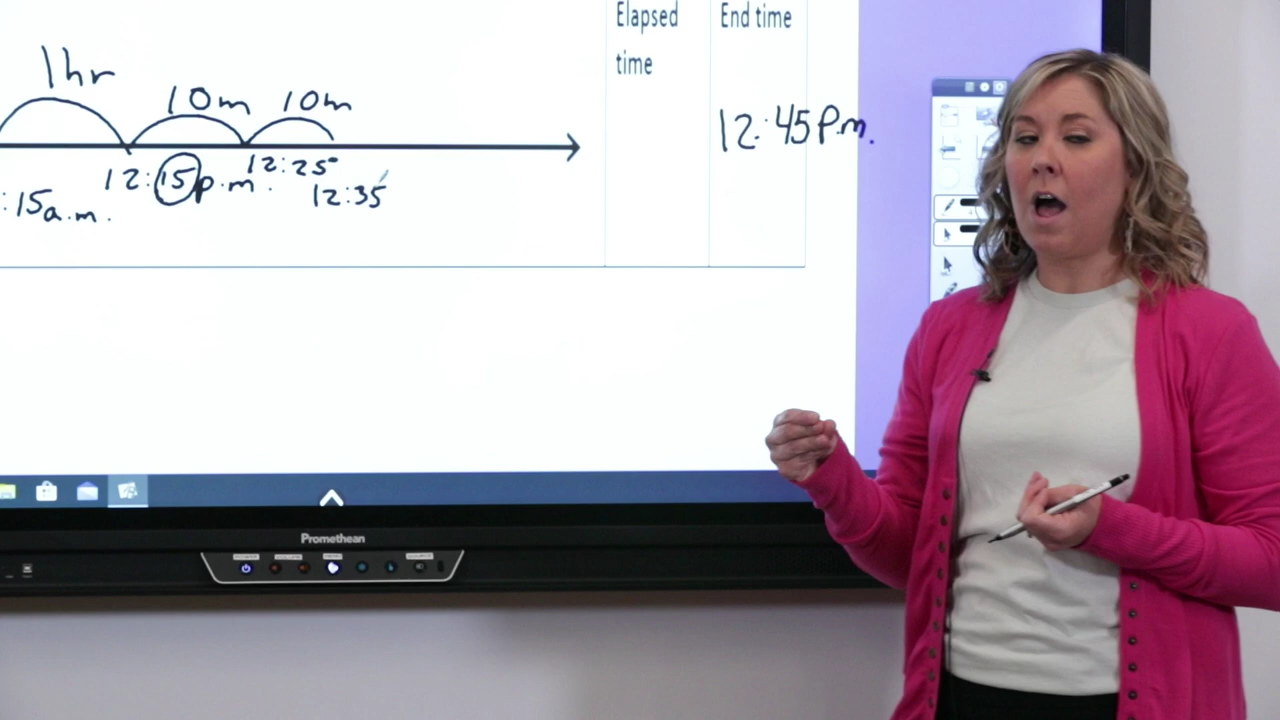 Elapsed
time
End time
1hr
10m
10m
12:45 P.m.
12:15 p.m.
12:25
12:35
:15 a.m.
Promethean